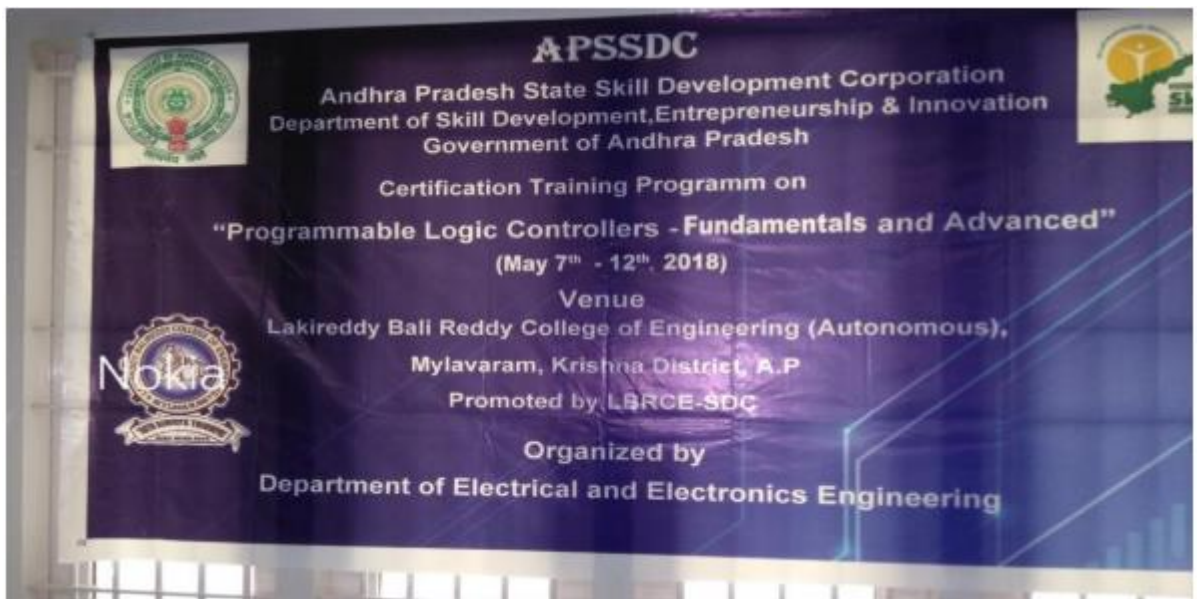 APSSDC
Andhra Pradesh State Skill Development Corporation
Department of Skill Development,Entrepreneurship & Innovation
Government of Andhra Pradesh
Certification Training Programm on
“Programmable Logic Controllers - Fundamentals and Advanced”
(May 7th - 12th, 2018)
Venue
Lakireddy Bali Reddy College of Engineering (Autonomous),
Mylavaram, Krishna District, A.P
Promoted by LBRCE-SDC
Organized by
Department of Electrical and Electronics Engineering
Nokia